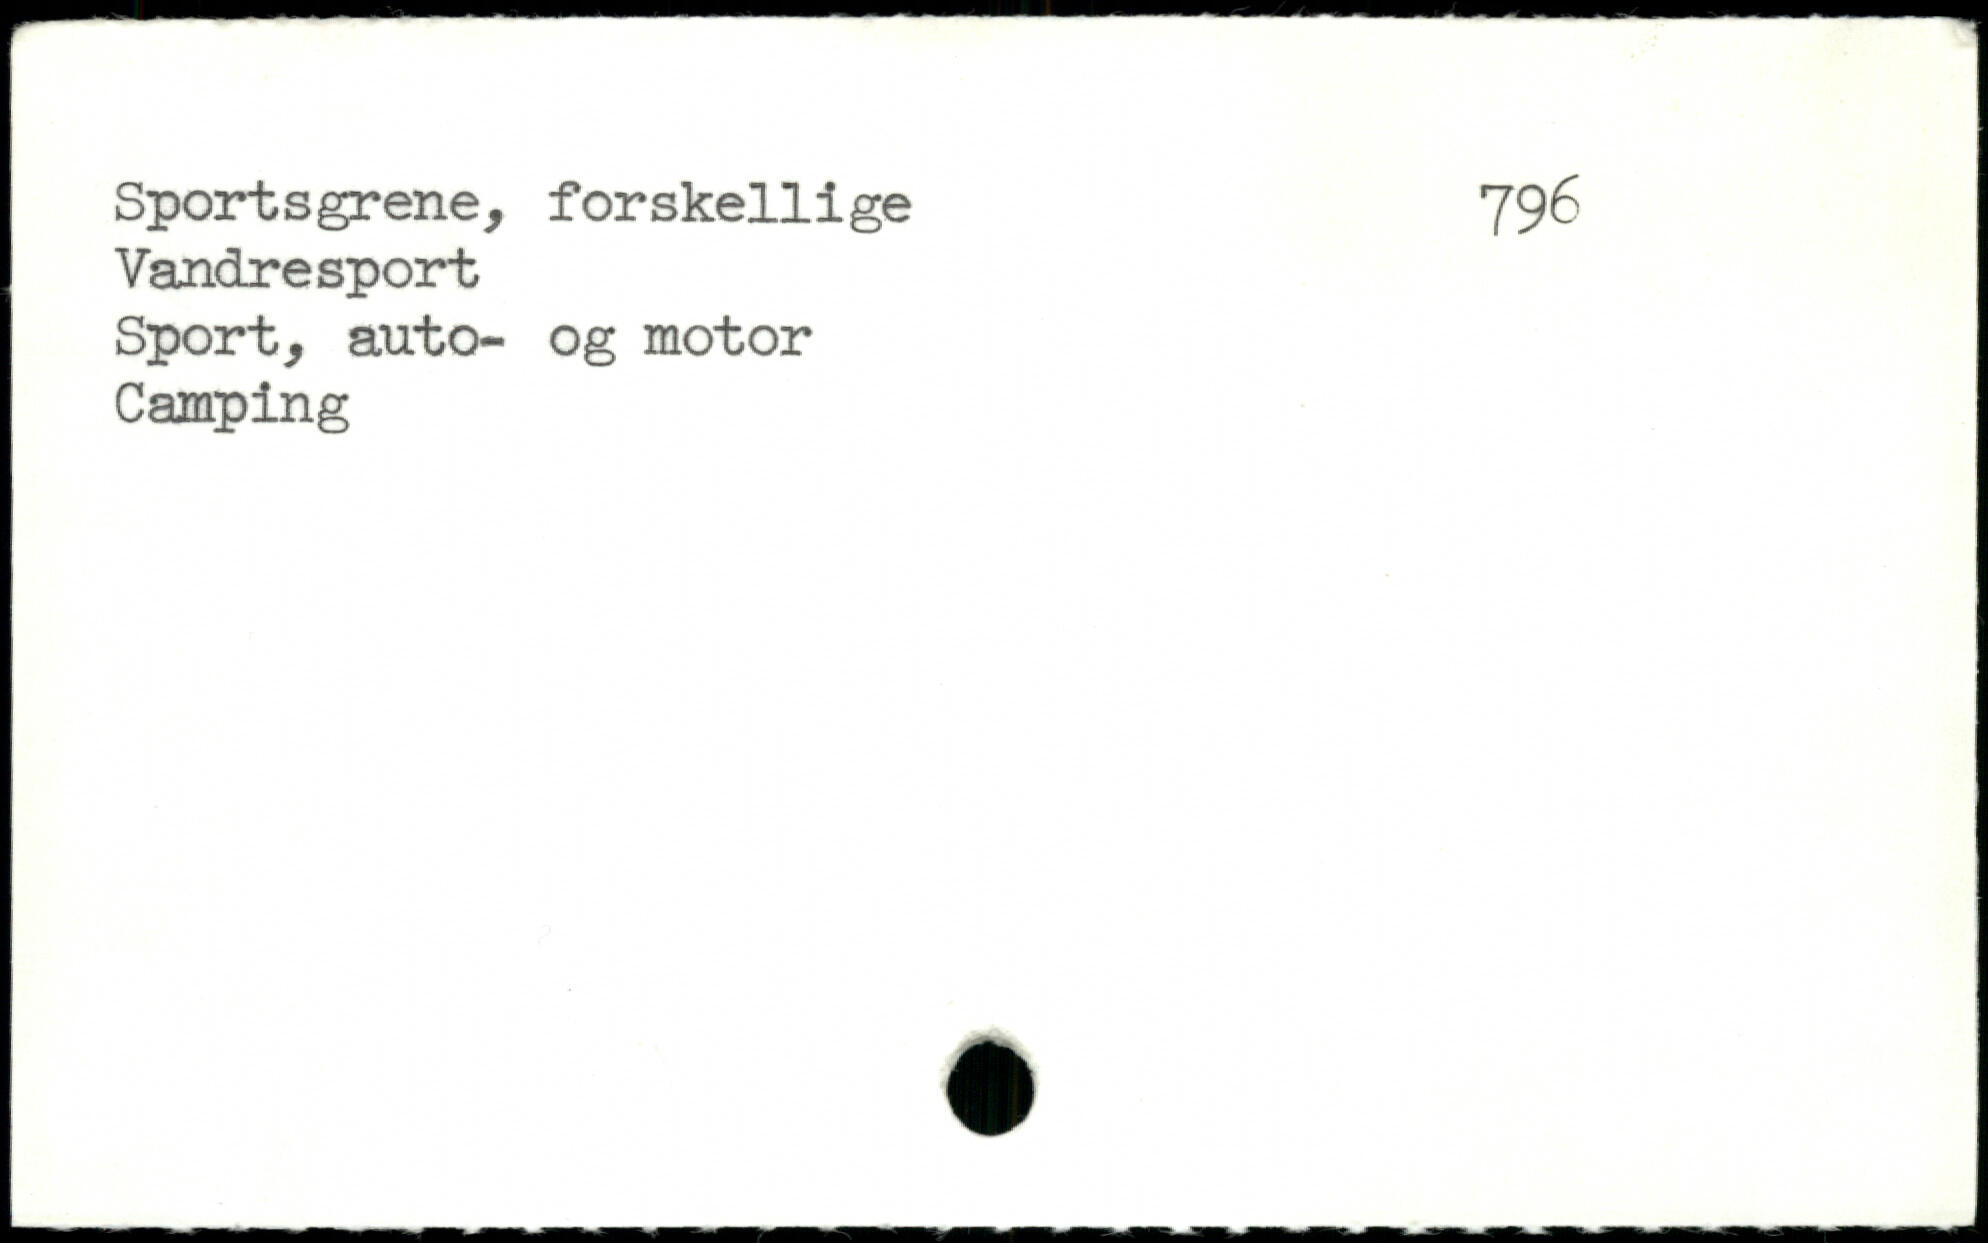 Sportsgrene, forskellige 796
Vandresport
Sport, auto- og motor
Camping